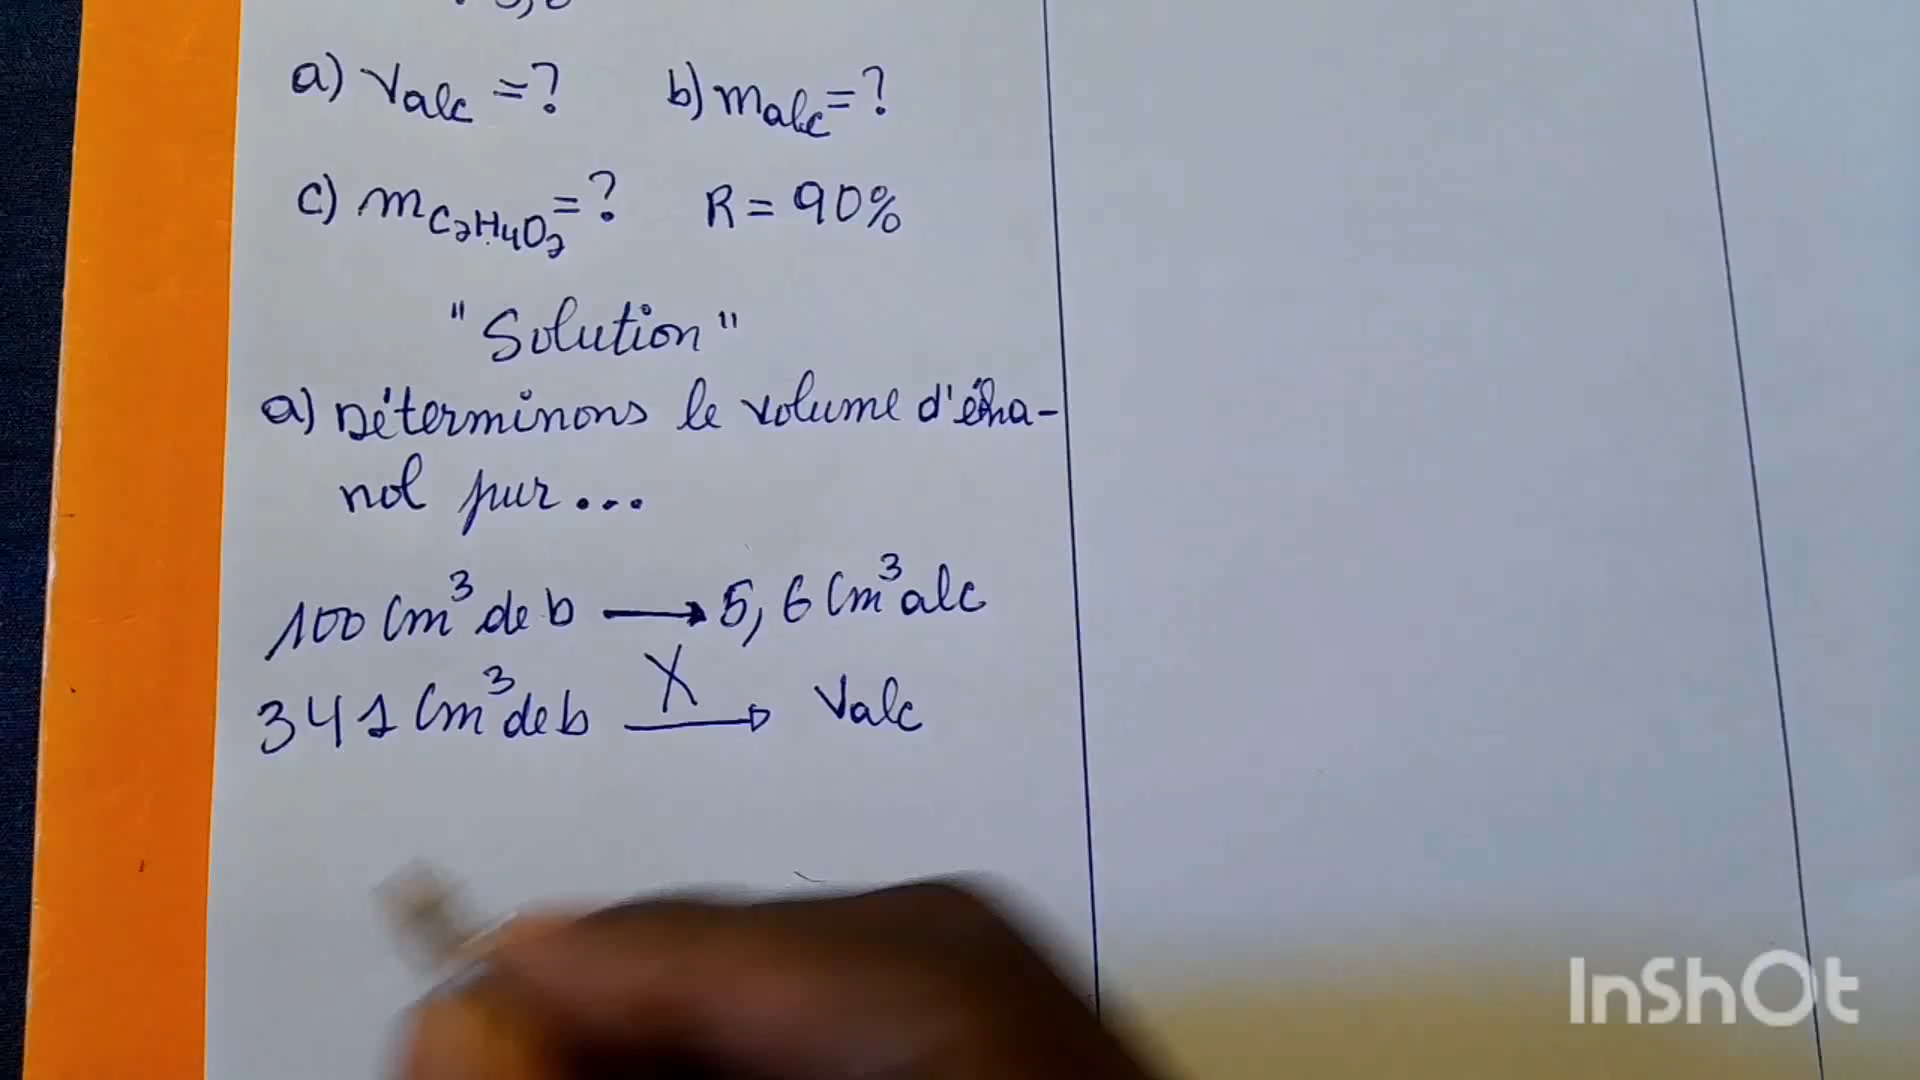 a) Valc =? b) malc=?
c) mC₂H₄O₂=? R = 90%
"Solution"
a) Déterminons le volume d'étha-
nol pur...
100 Cm³ de b → 5,6 Cm³ alc
341 Cm³ de b X → Valc
InShOt